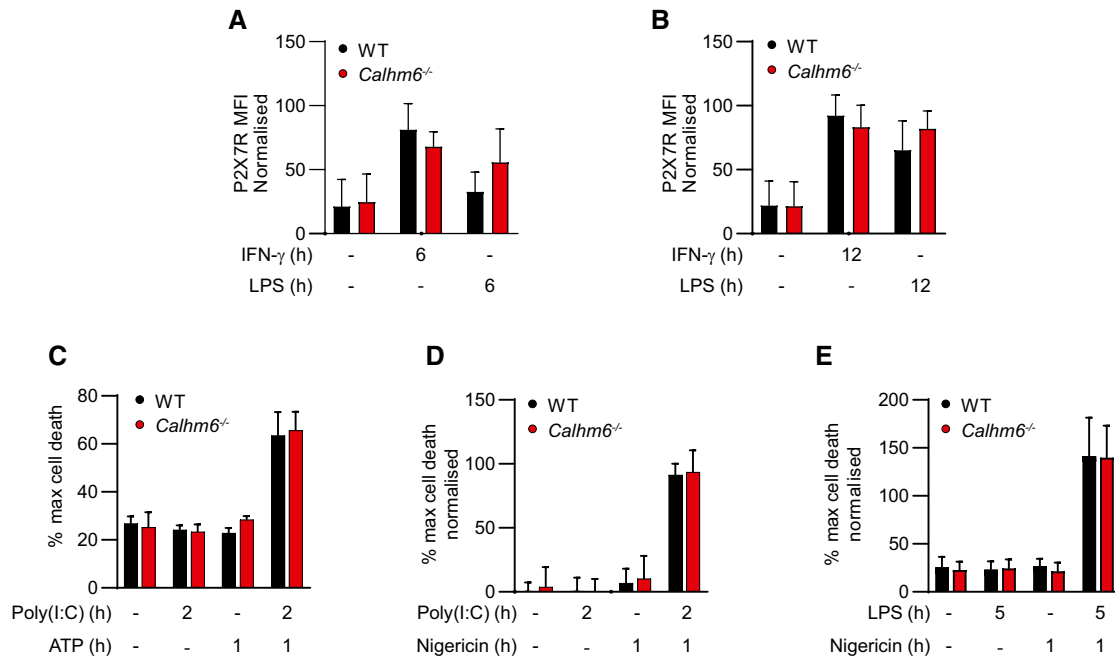 A
150
100
50
0
P2X7R MFI
Normalised
WT
Calhm6-/-
IFN-γ (h) - 6 -
LPS (h) - - 6
B
150
100
50
0
P2X7R MFI
Normalised
WT
Calhm6-/-
IFN-γ (h) - 12 -
LPS (h) - - 12
C
80
60
40
20
0
% max cell death
WT
Calhm6-/-
Poly(I:C) (h) - 2 - 2
ATP (h) - - 1 1
D
150
100
50
0
% max cell death
normalised
WT
Calhm6-/-
Poly(I:C) (h) - 2 - 2
Nigericin (h) - - 1 1
E
200
150
100
50
0
% max cell death
normalised
WT
Calhm6-/-
LPS (h) - 5 - 5
Nigericin (h) - - 1 1